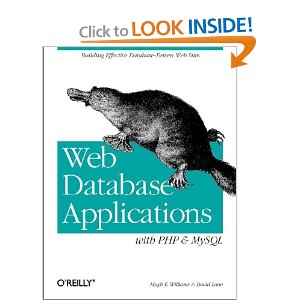 Click to LOOK INSIDE!
Building Effective Database-Driven Web Sites
Web
Database
Applications
with PHP & MySQL
O'REILLY®
Hugh E. Williams & David Lane